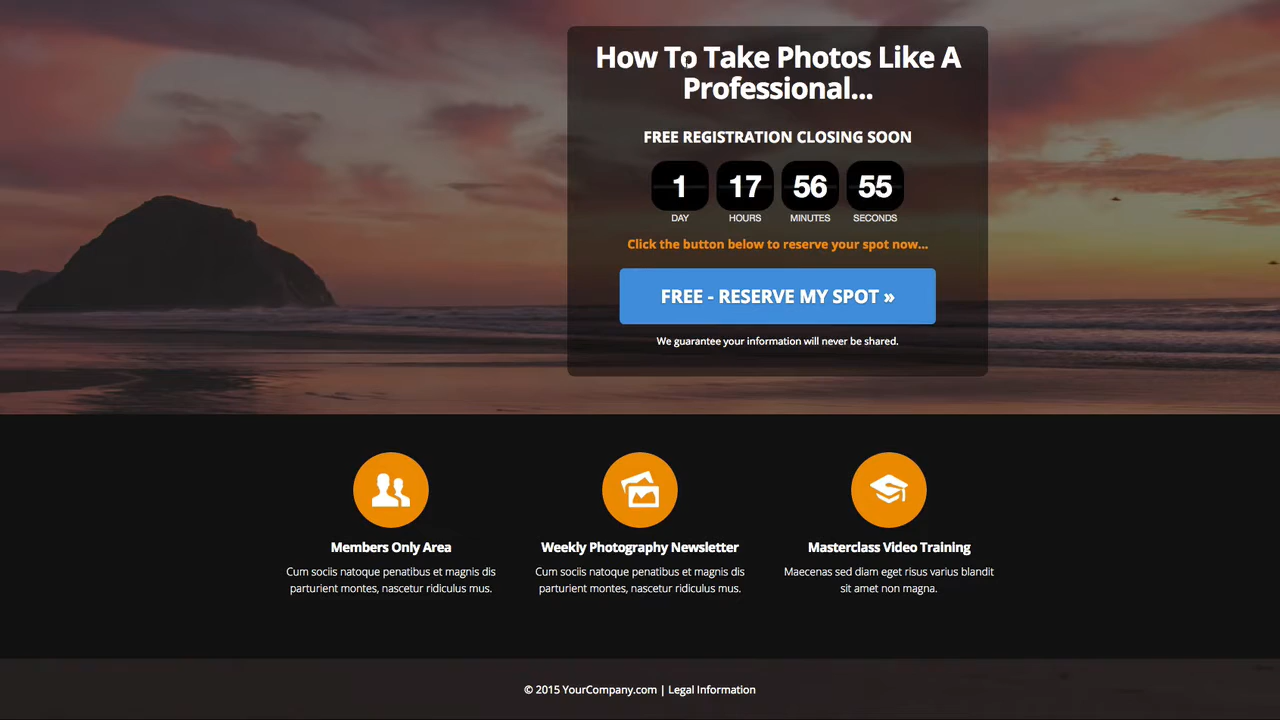 How To Take Photos Like A
Professional...
FREE REGISTRATION CLOSING SOON
1 17 56 55
DAY HOURS MINUTES SECONDS
Click the button below to reserve your spot now...
FREE - RESERVE MY SPOT »
We guarantee your information will never be shared.
Members Only Area
Cum sociis natoque penatibus et magnis dis
parturient montes, nascetur ridiculus mus.
Weekly Photography Newsletter
Cum sociis natoque penatibus et magnis dis
parturient montes, nascetur ridiculus mus.
Masterclass Video Training
Maecenas sed diam eget risus varius blandit
sit amet non magna.
© 2015 YourCompany.com | Legal Information